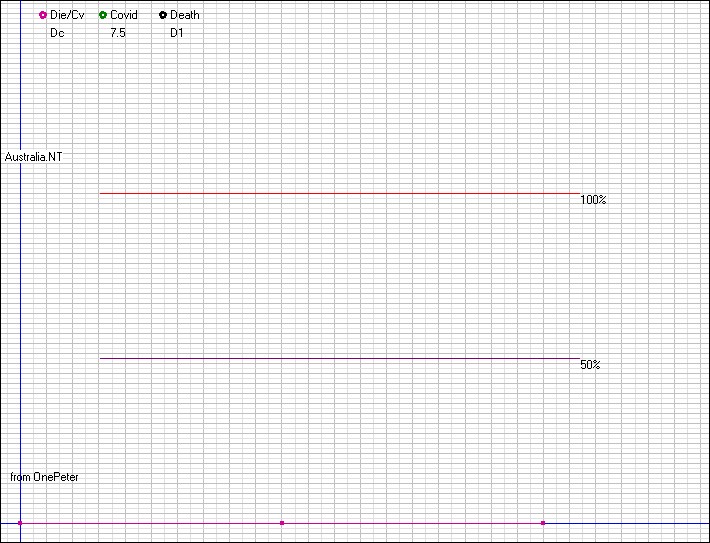 Die/Cv Covid Death
Dc 7.5 D1
Australia.NT
100%
50%
from OnePeter